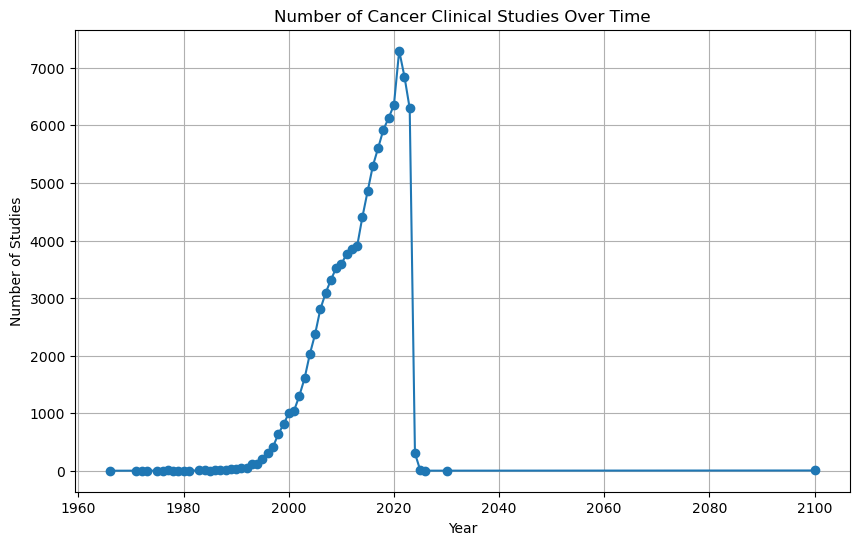 Number of Cancer Clinical Studies Over Time
Number of Studies
7000
6000
5000
4000
3000
2000
1000
0
1960 1980 2000 2020 2040 2060 2080 2100
Year